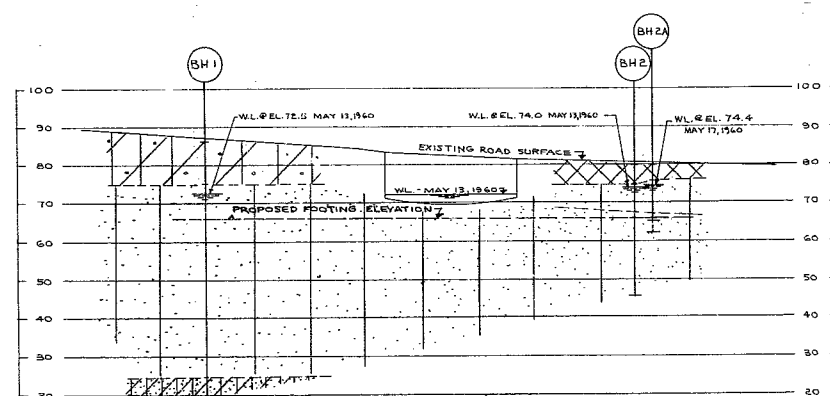 BH 2A
BH 1
BH 2
100
100
W.L. @ EL. 72.5 MAY 13, 1960
W.L. @ EL. 74.0 MAY 13, 1960
WL. @ EL. 74.4
MAY 17, 1960
90
90
EXISTING ROAD SURFACE
80
80
WL. - MAY 13, 1960
70
70
PROPOSED FOOTING ELEVATION
60
60
50
50
40
40
30
30
20
20